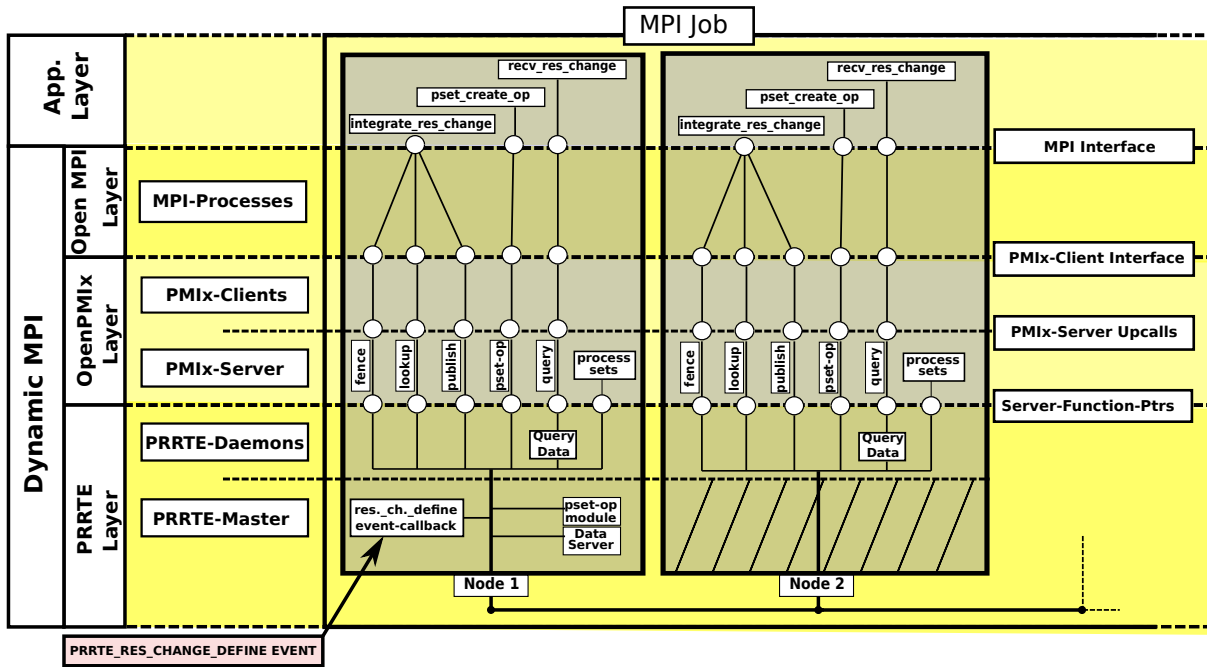 MPI Job
App.
Layer
Dynamic MPI
Open MPI
Layer
OpenPMIx
Layer
PRRTE
Layer
MPI-Processes
PMIx-Clients
PMIx-Server
PRRTE-Daemons
PRRTE-Master
recv_res_change
pset_create_op
integrate_res_change
fence
lookup
publish
pset-op
query
process
sets
Query
Data
res._ch._define
event-callback
pset-op
module
Data
Server
Node 1
recv_res_change
pset_create_op
integrate_res_change
fence
lookup
publish
pset-op
query
process
sets
Query
Data
Node 2
MPI Interface
PMIx-Client Interface
PMIx-Server Upcalls
Server-Function-Ptrs
PRRTE_RES_CHANGE_DEFINE EVENT